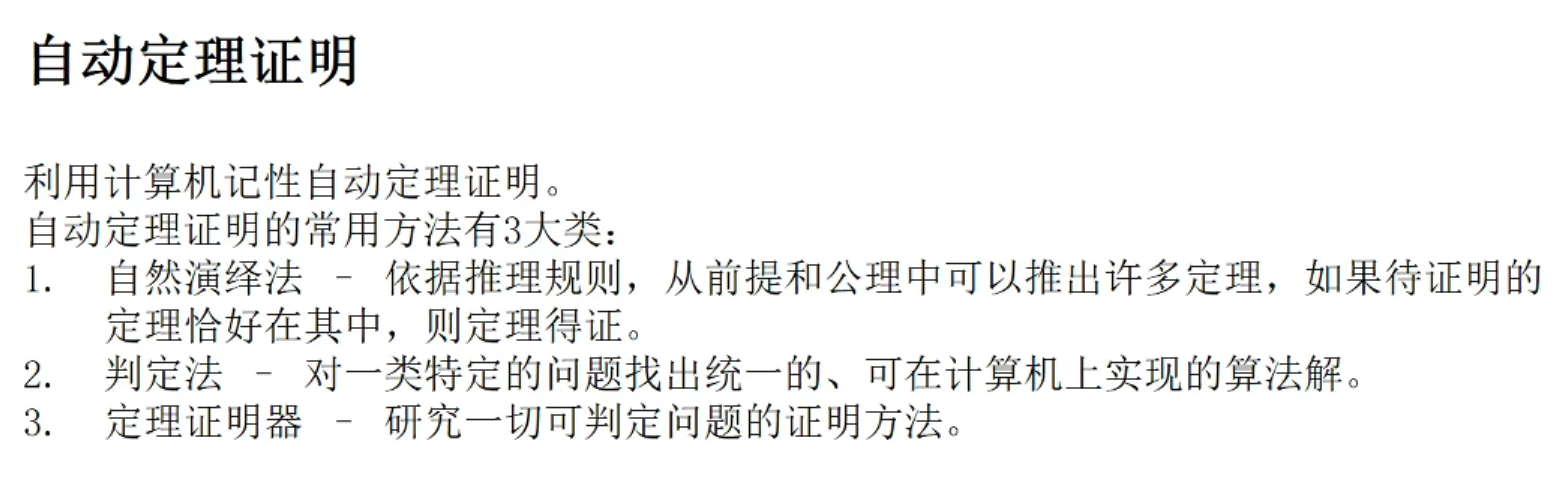 自动定理证明
利用计算机记性自动定理证明。
自动定理证明的常用方法有3大类：
1. 自然演绎法 - 依据推理规则，从前提和公理中可以推出许多定理，如果待证明的
定理恰好在其中，则定理得证。
2. 判定法 - 对一类特定的问题找出统一的、可在计算机上实现的算法解。
3. 定理证明器 - 研究一切可判定问题的证明方法。